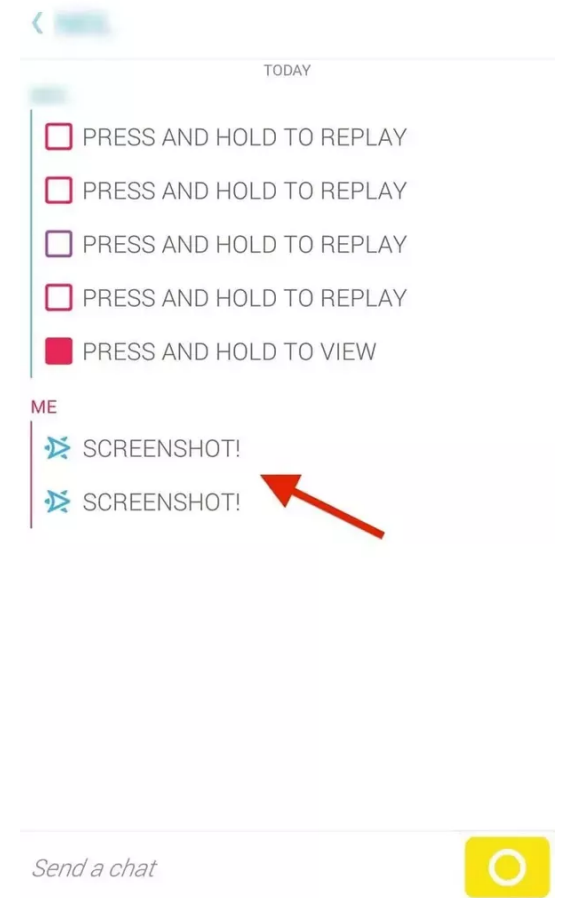 TODAY
PRESS AND HOLD TO REPLAY
PRESS AND HOLD TO REPLAY
PRESS AND HOLD TO REPLAY
PRESS AND HOLD TO REPLAY
PRESS AND HOLD TO VIEW
ME
SCREENSHOT!
SCREENSHOT!
Send a chat